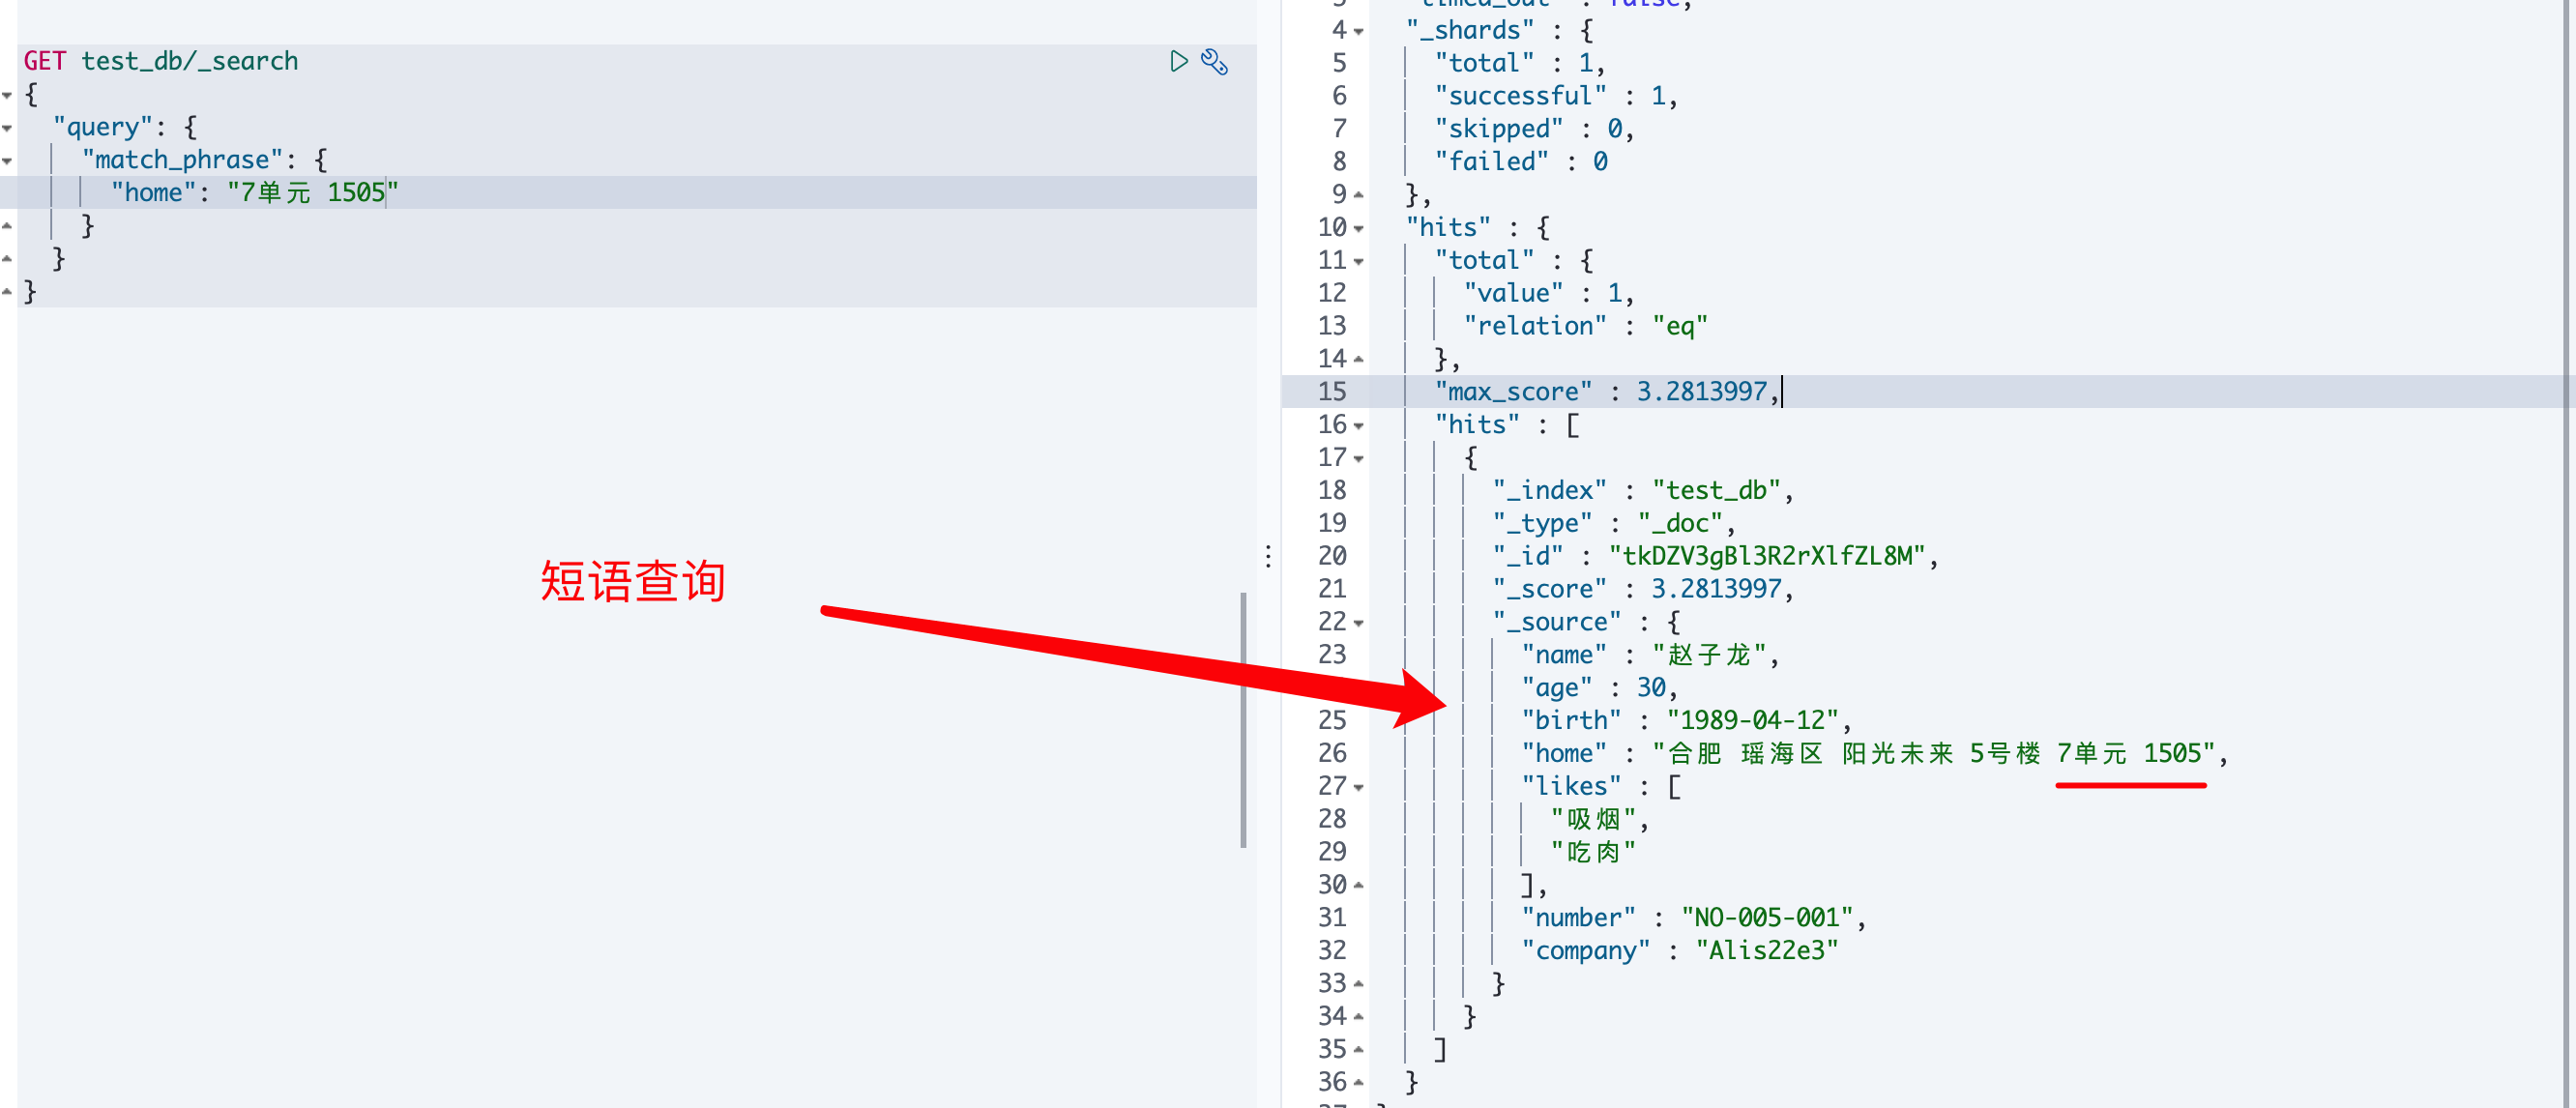 GET test_db/_search
{
"query": {
"match_phrase": {
"home": "7单元 1505"
}
}
}
短语查询
4 "_shards" : {
5 "total" : 1,
6 "successful" : 1,
7 "skipped" : 0,
8 "failed" : 0
9 },
10 "hits" : {
11 "total" : {
12 "value" : 1,
13 "relation" : "eq"
14 },
15 "max_score" : 3.2813997,
16 "hits" : [
17 {
18 "_index" : "test_db",
19 "_type" : "_doc",
20 "_id" : "tkDZV3gBl3R2rXlfZL8M",
21 "_score" : 3.2813997,
22 "_source" : {
23 "name" : "赵子龙",
"age" : 30,
25 "birth" : "1989-04-12",
26 "home" : "合肥 瑶海区 阳光未来 5号楼 7单元 1505",
27 "likes" : [
28 "吸烟",
29 "吃肉"
30 ],
31 "number" : "NO-005-001",
32 "company" : "Alis22e3"
33 }
34 }
35 ]
36 }